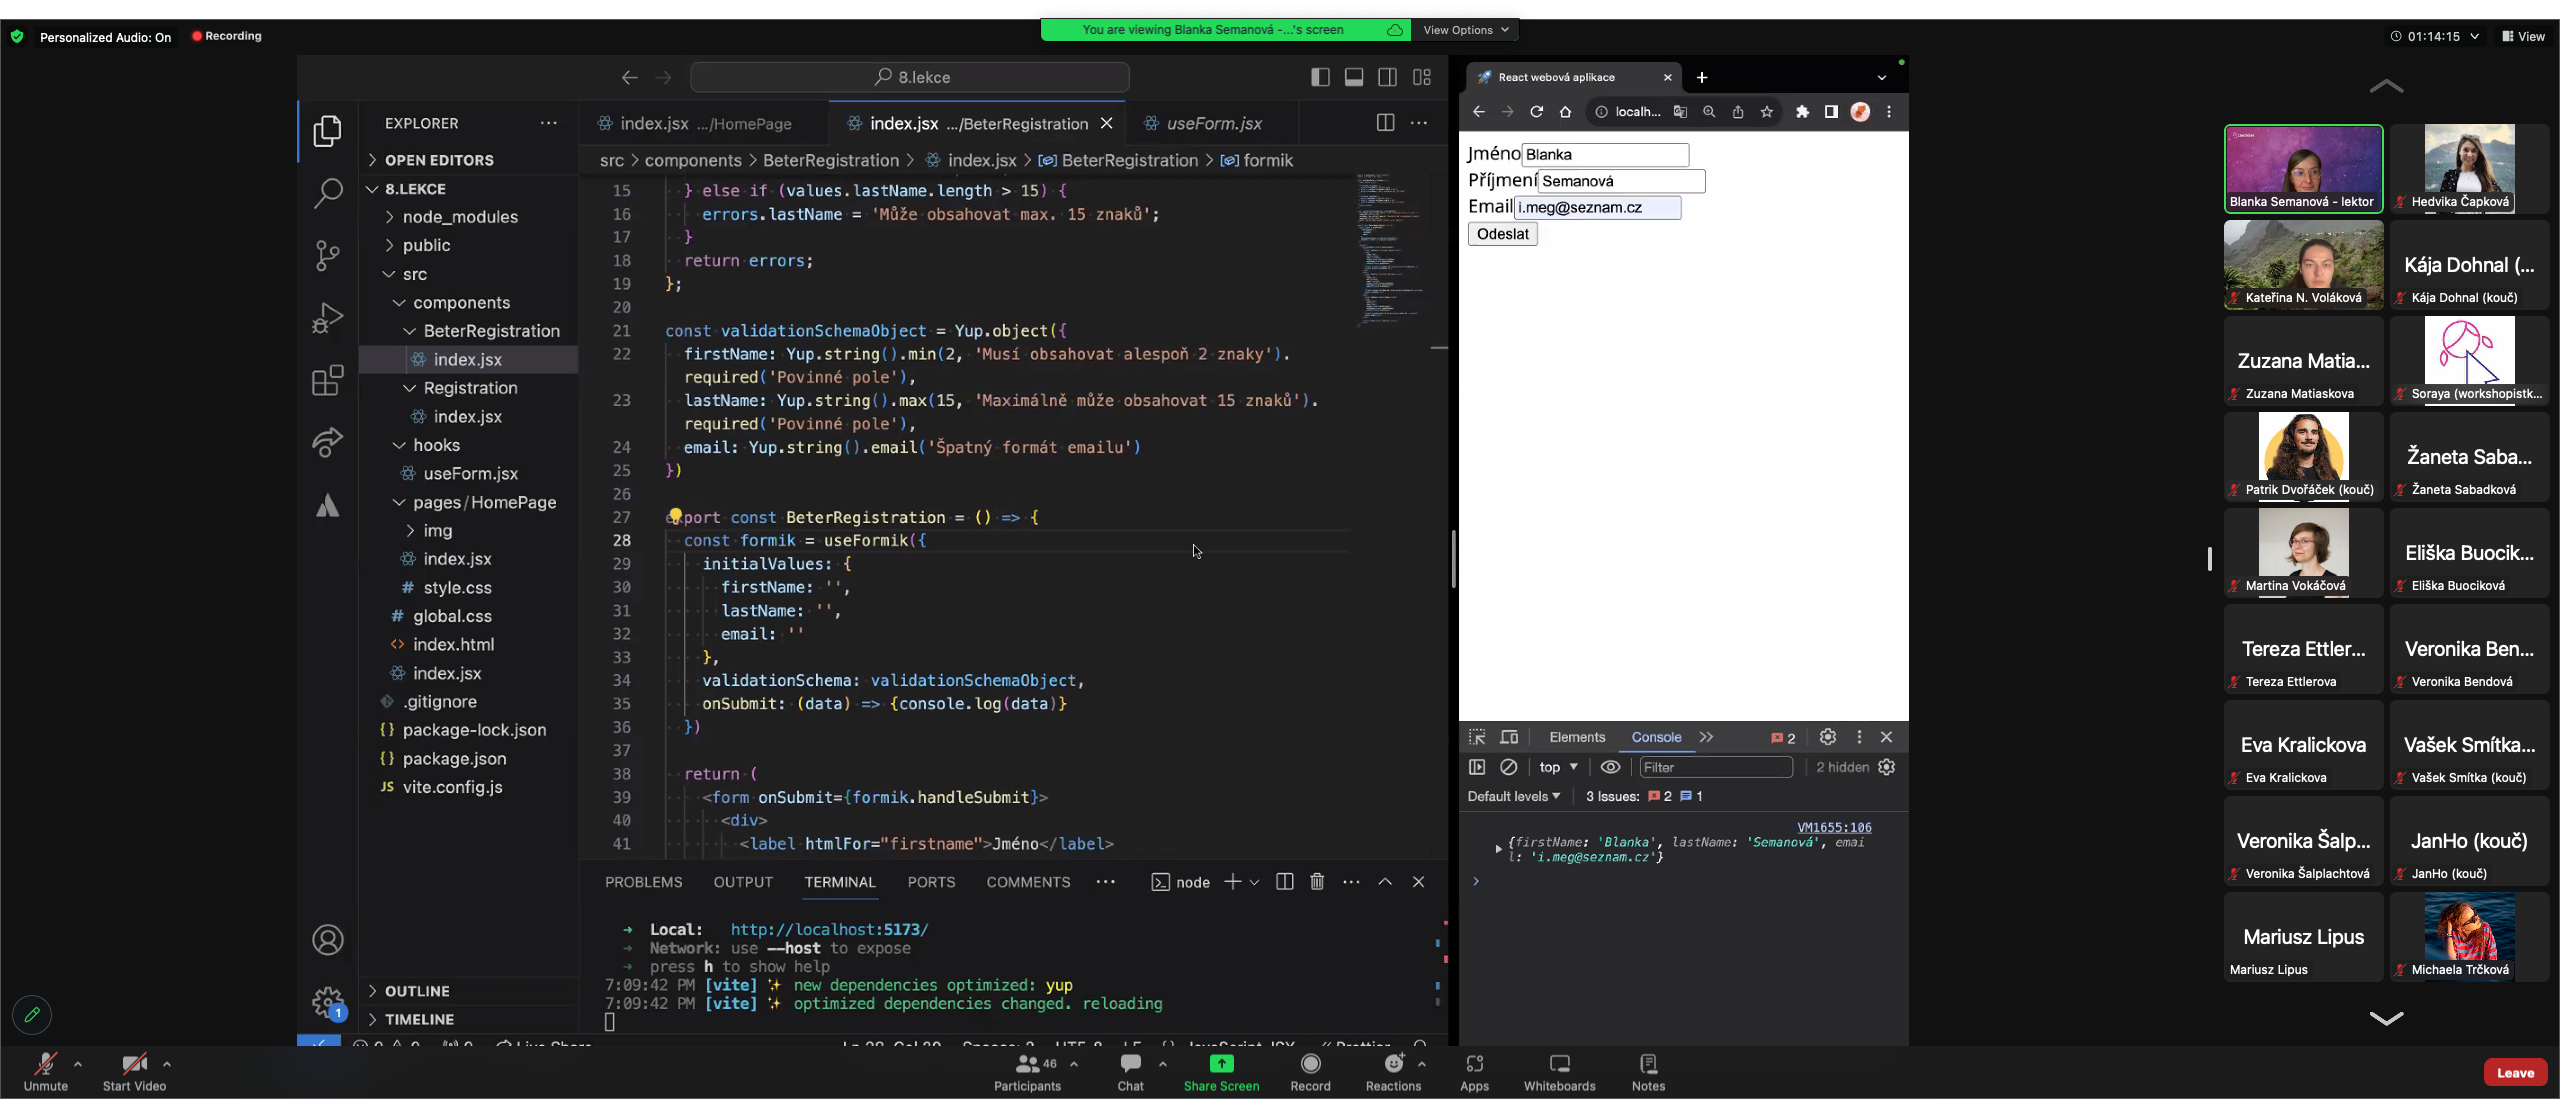 Personalized Audio: On
Recording
You are viewing Blanka Semanová -...'s screen
View Options
01:14:15
View
8.lekce
EXPLORER
OPEN EDITORS
8.LEKCE
node_modules
public
src
components
BeterRegistration
index.jsx
Registration
index.jsx
hooks
useForm.jsx
pages/HomePage
img
index.jsx
# style.css
# global.css
<> index.html
index.jsx
.gitignore
{} package-lock.json
{} package.json
JS vite.config.js
OUTLINE
TIMELINE
1
index.jsx .../HomePage
index.jsx .../BeterRegistration
useForm.jsx
src > components > BeterRegistration > index.jsx > BeterRegistration > formik
15 } else if (values.lastName.length > 15) {
16 errors.lastName = 'Může obsahovat max. 15 znaků';
17 }
18 return errors;
19 };
20
21 const validationSchemaObject = Yup.object({
22 firstName: Yup.string().min(2, 'Musí obsahovat alespoň 2 znaky').
required('Povinné pole'),
23 lastName: Yup.string().max(15, 'Maximálně může obsahovat 15 znaků').
required('Povinné pole'),
24 email: Yup.string().email('Špatný formát emailu')
25 })
26
27 export const BeterRegistration = () => {
28 const formik = useFormik({
29 initialValues: {
30 firstName: '',
31 lastName: '',
32 email: ''
33 },
34 validationSchema: validationSchemaObject,
35 onSubmit: (data) => {console.log(data)}
36 })
37
38 return (
39 <form onSubmit={formik.handleSubmit}>
40 <div>
41 <label htmlFor="firstname">Jméno</label>
PROBLEMS
OUTPUT
TERMINAL
PORTS
COMMENTS
node
➜ Local: http://localhost:5173/
➜ Network: use --host to expose
➜ press h to show help
7:09:42 PM [vite] ✨ new dependencies optimized: yup
7:09:42 PM [vite] ✨ optimized dependencies changed. reloading
React webová aplikace
localh...
Jméno Blanka
Příjmení Semanová
Email i.meg@seznam.cz
Odeslat
Elements
Console
2
top
Filter
2 hidden
Default levels
3 Issues: 2 1
VM1655:106
{firstName: 'Blanka', lastName: 'Semanová', emai
l: 'i.meg@seznam.cz'}
Blanka Semanová - lektor
Hedvika Čapková
Kateřina N. Voláková
Kája Dohnal (...
Kája Dohnal (kouč)
Zuzana Matia...
Zuzana Matiaskova
Soraya (workshopistk...
Patrik Dvořáček (kouč)
Žaneta Saba...
Žaneta Sabadková
Martina Vokáčová
Eliška Buocik...
Eliška Buociková
Tereza Ettler...
Tereza Ettlerova
Veronika Ben...
Veronika Bendová
Eva Kralickova
Eva Kralickova
Vašek Smítka...
Vašek Smítka (kouč)
Veronika Šalp...
Veronika Šalplachtová
JanHo (kouč)
JanHo (kouč)
Mariusz Lipus
Mariusz Lipus
Michaela Trčková
Unmute
Start Video
46
Participants
Chat
Share Screen
Record
Reactions
Apps
Whiteboards
Notes
Leave